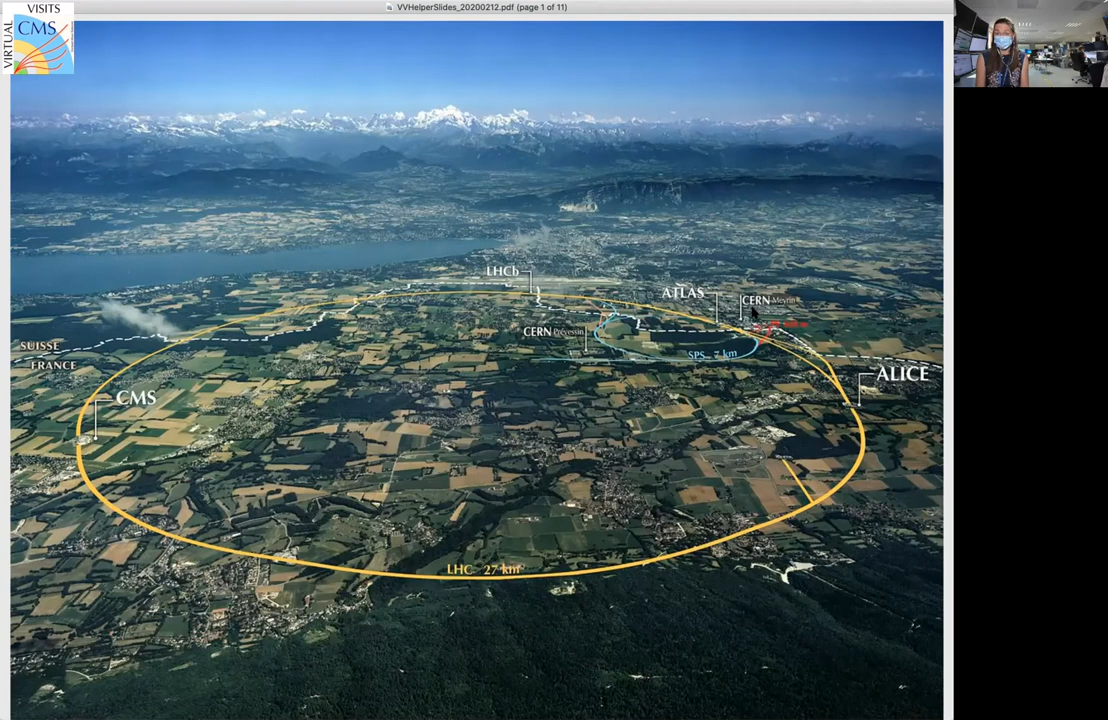 VISITS
VIRTUAL
CMS
VVHelperSlides_20200212.pdf (page 1 of 11)
LHCb
ATLAS
CERN Meyrin
CERN Prévessin
SPS 7 km
SUISSE
FRANCE
CMS
ALICE
LHC 27 km